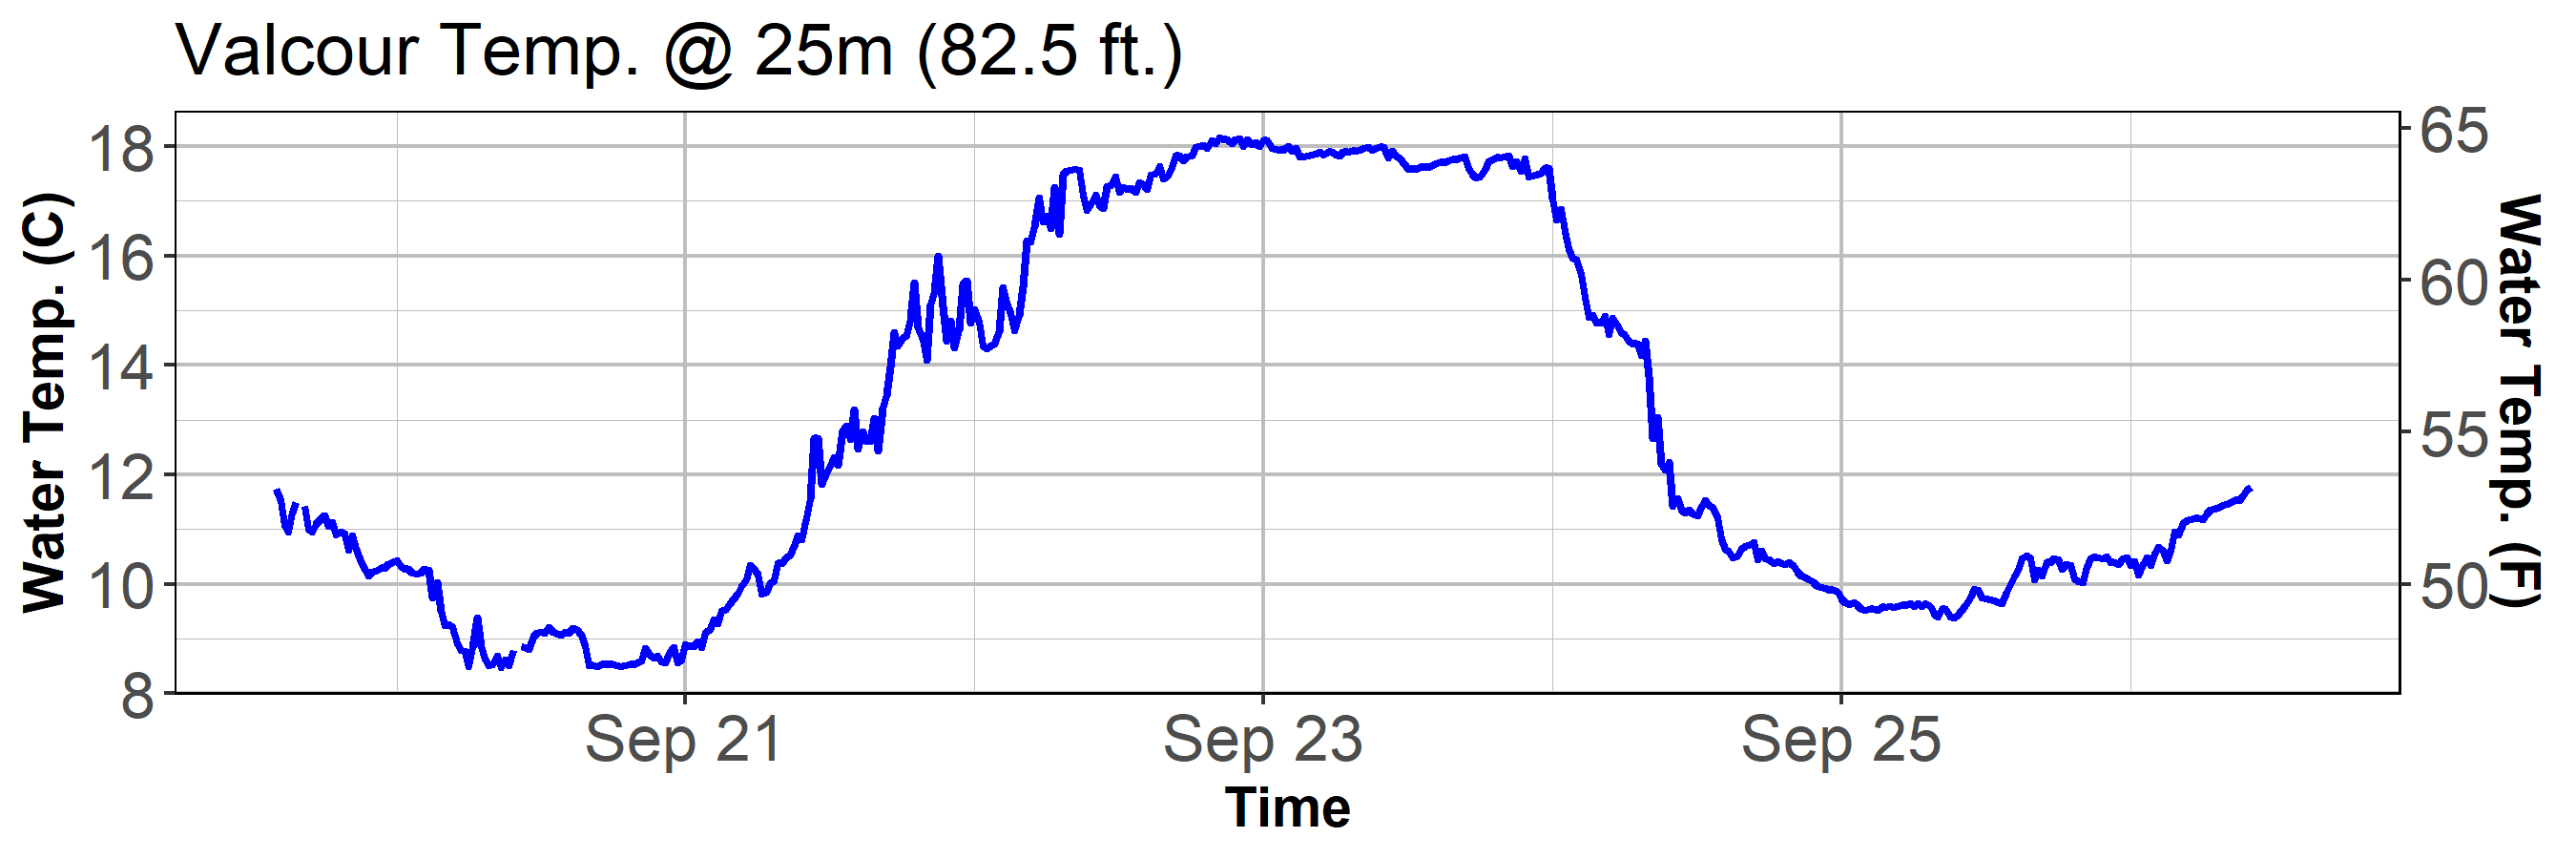 Valcour Temp. @ 25m (82.5 ft.)
Water Temp. (C)
18
16
14
12
10
8
65
60
55
50
Water Temp. (F)
Sep 21 Sep 23 Sep 25
Time